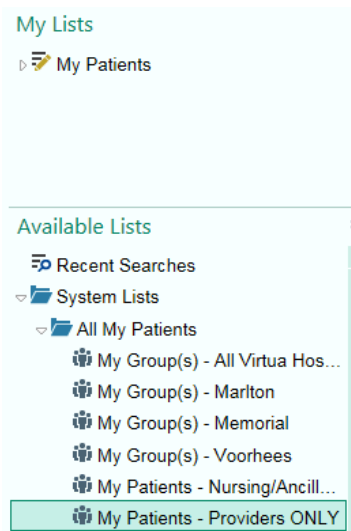 My Lists
My Patients
Available Lists
Recent Searches
System Lists
All My Patients
My Group(s) - All Virtua Hos...
My Group(s) - Marlton
My Group(s) - Memorial
My Group(s) - Voorhees
My Patients - Nursing/Ancill...
My Patients - Providers ONLY